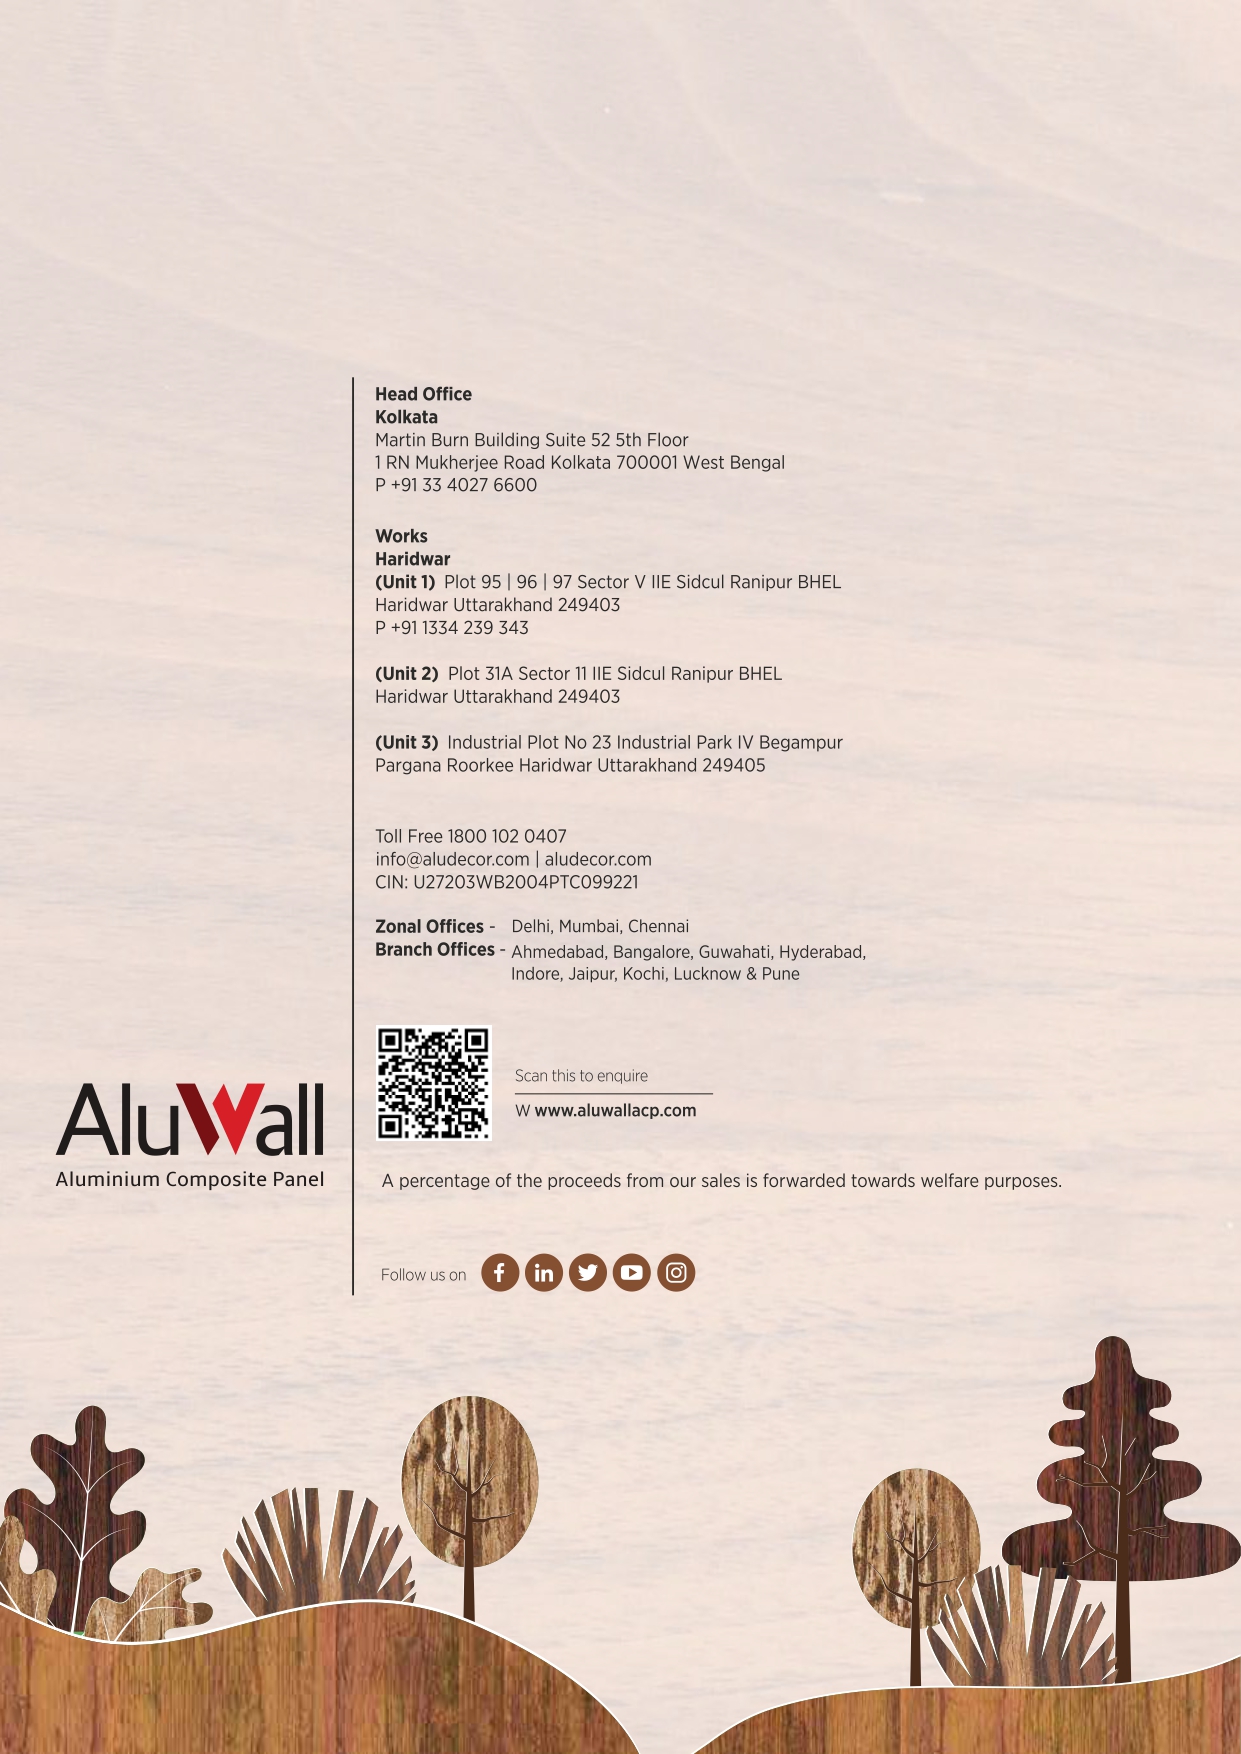 Head Office
Kolkata
Martin Burn Building Suite 52 5th Floor
1 RN Mukherjee Road Kolkata 700001 West Bengal
P +91 33 4027 6600
Works
Haridwar
(Unit 1) Plot 95 | 96 | 97 Sector V IIE Sidcul Ranipur BHEL
Haridwar Uttarakhand 249403
P +91 1334 239 343
(Unit 2) Plot 31A Sector 11 IIE Sidcul Ranipur BHEL
Haridwar Uttarakhand 249403
(Unit 3) Industrial Plot No 23 Industrial Park IV Begampur
Pargana Roorkee Haridwar Uttarakhand 249405
Toll Free 1800 102 0407
info@aludecor.com | aludecor.com
CIN: U27203WB2004PTC099221
Zonal Offices - Delhi, Mumbai, Chennai
Branch Offices - Ahmedabad, Bangalore, Guwahati, Hyderabad,
Indore, Jaipur, Kochi, Lucknow & Pune
Scan this to enquire
W www.aluwallacp.com
AluWall
Aluminium Composite Panel
A percentage of the proceeds from our sales is forwarded towards welfare purposes.
Follow us on